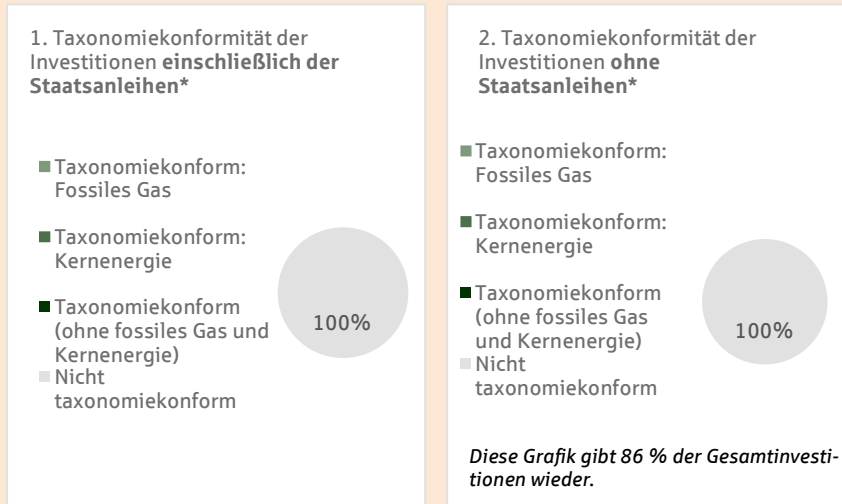 1. Taxonomiekonformität der
Investitionen einschließlich der
Staatsanleihen*
Taxonomiekonform:
Fossiles Gas
Taxonomiekonform:
Kernenergie
Taxonomiekonform
(ohne fossiles Gas und
Kernenergie)
Nicht
taxonomiekonform
100%
2. Taxonomiekonformität der
Investitionen ohne
Staatsanleihen*
Taxonomiekonform:
Fossiles Gas
Taxonomiekonform:
Kernenergie
Taxonomiekonform
(ohne fossiles Gas
und Kernenergie)
Nicht
taxonomiekonform
100%
Diese Grafik gibt 86 % der Gesamtinvesti-
tionen wieder.